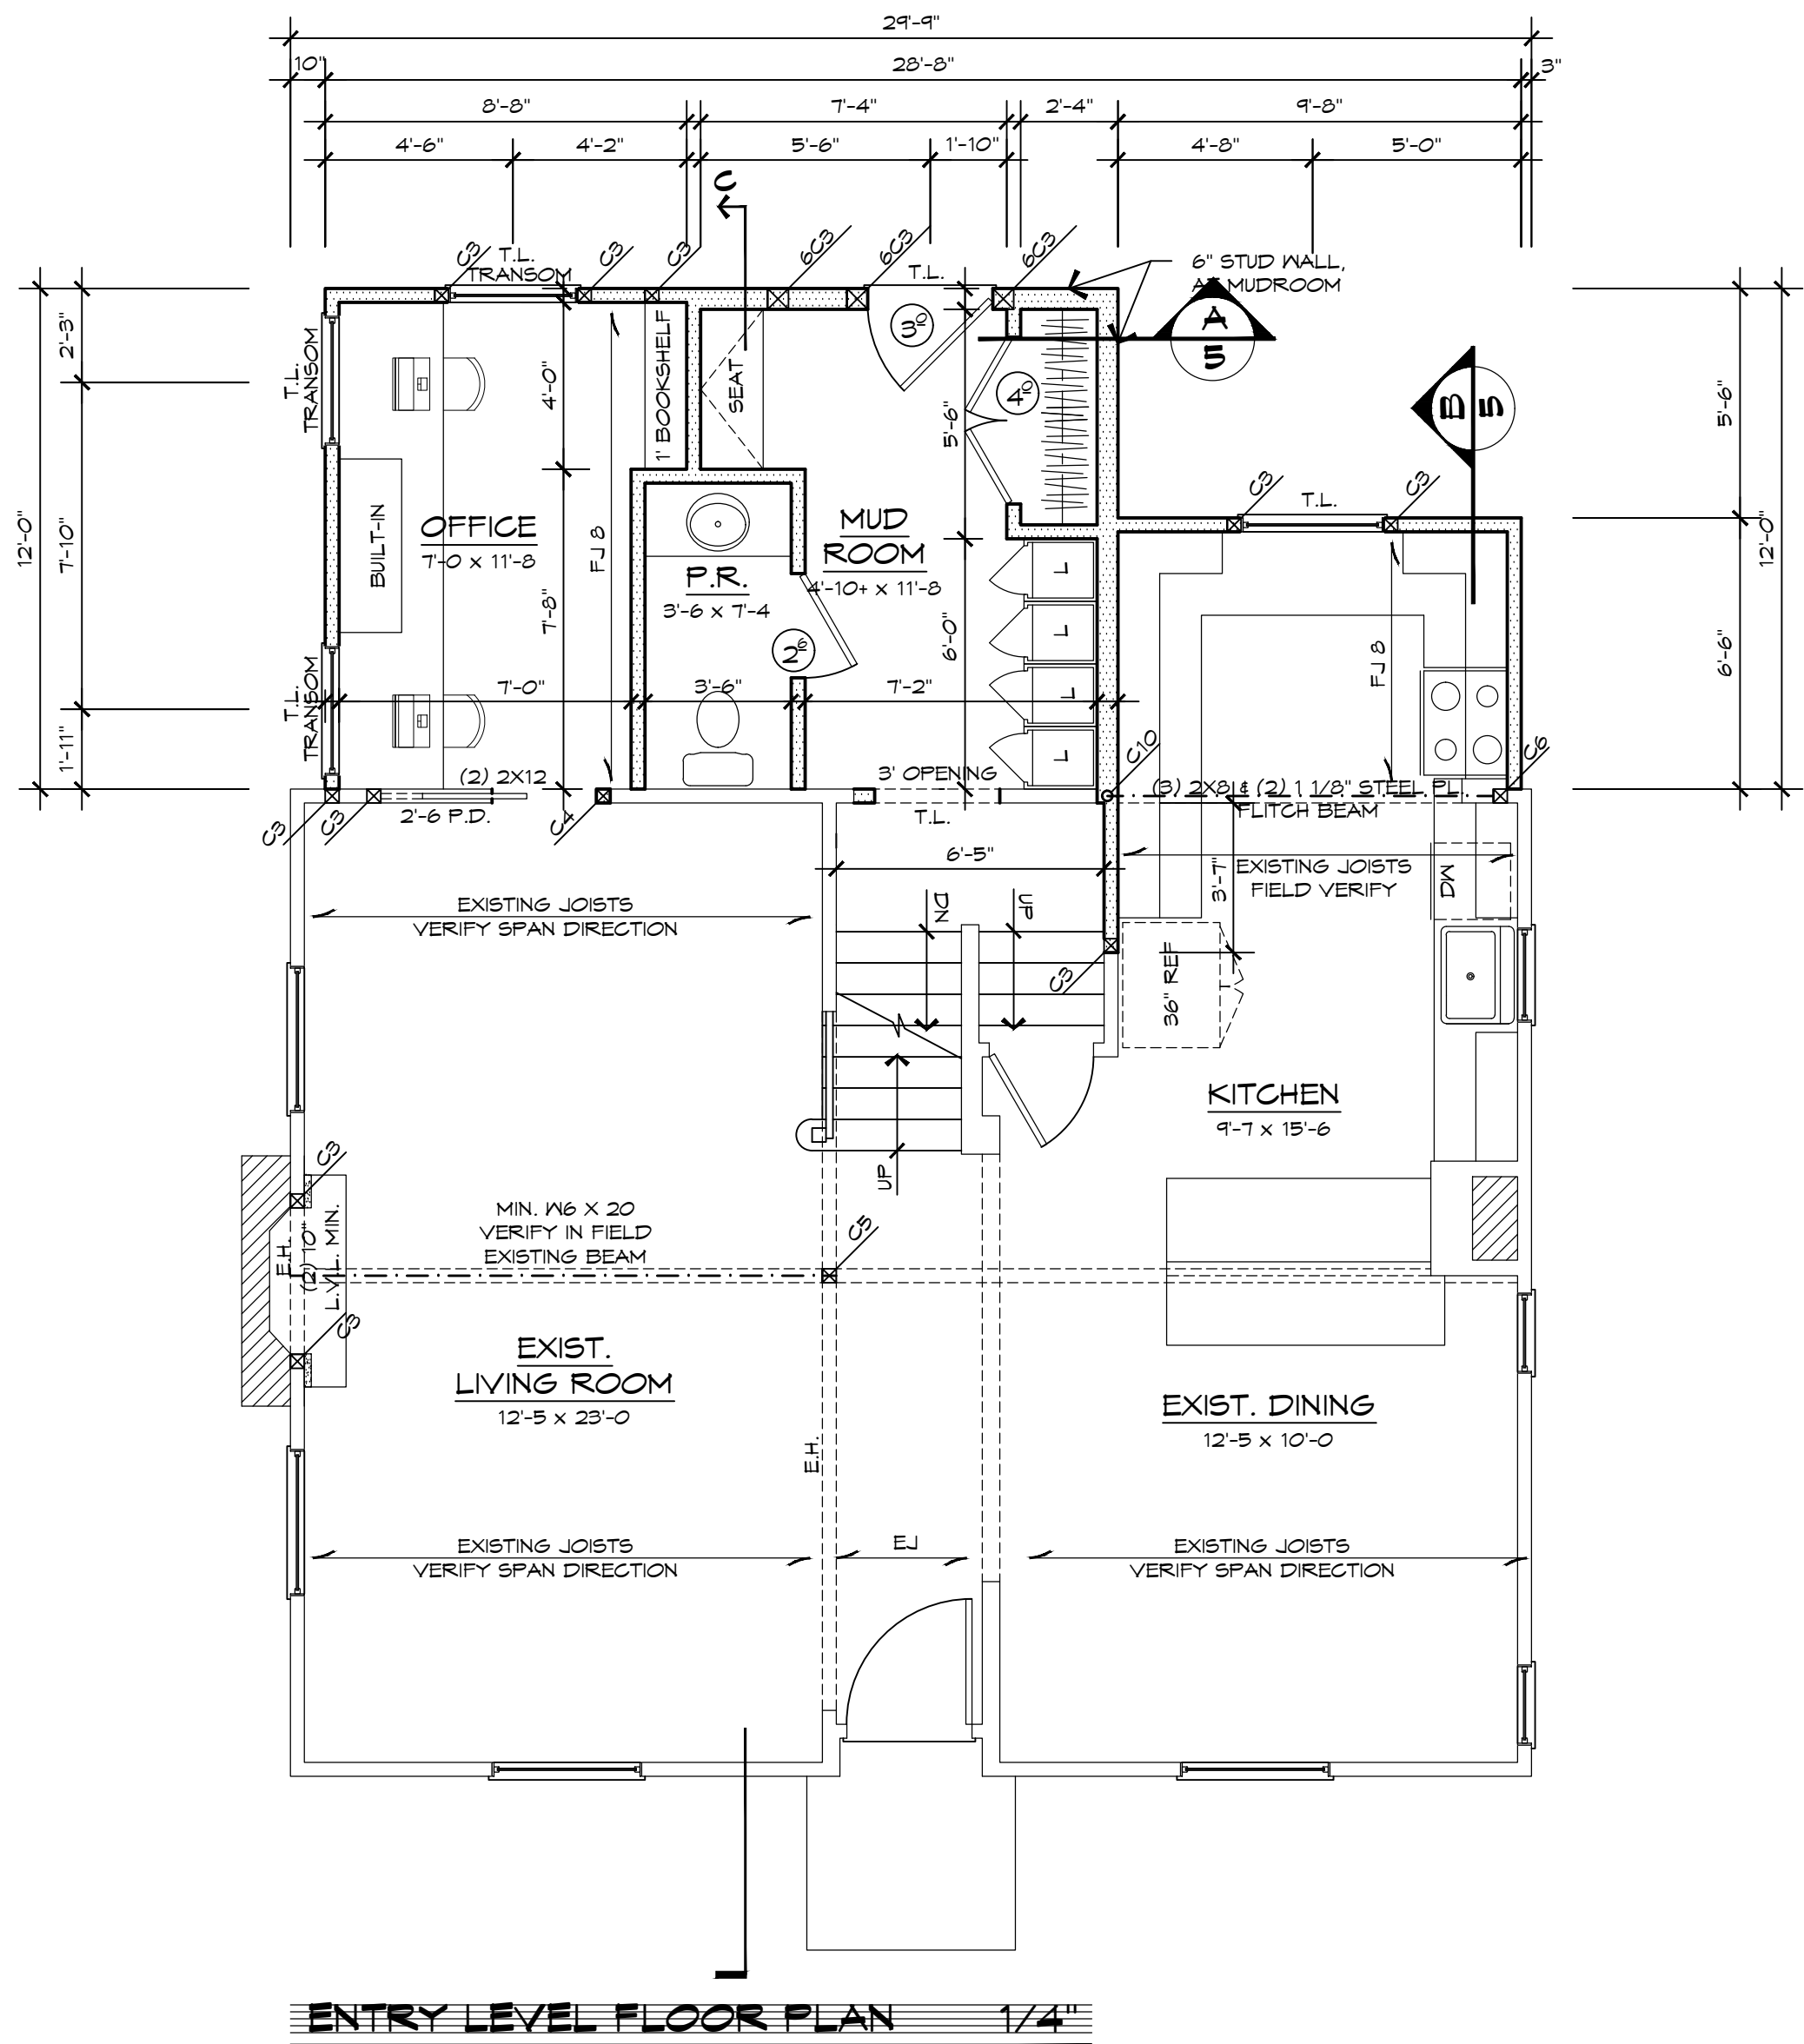 29'-9"
10"
28'-8"
3"
8'-8"
7'-4"
2'-4"
9'-8"
4'-6"
4'-2"
5'-6"
1'-10"
4'-8"
5'-0"
C
C3
T.L.
TRANSOM
C3
C3
6C3
6C3
T.L.
6C3
6" STUD WALL,
MUDROOM
A
5
B
5
12'-0"
2'-3"
7'-10"
1'-11"
T.L.
TRANSOM
T.L.
TRANSOM
BUILT-IN
OFFICE
7'-0 x 11'-8
FJ 8
4'-0"
7'-8"
1' BOOKSHELF
SEAT
3⁰
4⁰
5'-6"
6'-0"
MUD
ROOM
4'-10+ x 11'-8
P.R.
3'-6 x 7'-4
2⁶
L
L
L
L
7'-0"
3'-6"
7'-2"
C3
T.L.
C3
FJ 8
5'-6"
6'-6"
12'-0"
(2) 2X12
2'-6 P.D.
C3
C3
C4
3' OPENING
T.L.
C10
C6
(3) 2X8 & (2) 1 1/8" STEEL PL.
FLITCH BEAM
6'-5"
3'-7"
EXISTING JOISTS
FIELD VERIFY
DW
EXISTING JOISTS
VERIFY SPAN DIRECTION
DN
UP
C3
36" REF
KITCHEN
9'-7 x 15'-6
UP
C3
E.H.
(2) 10"
L.VL. MIN.
C3
MIN. W6 X 20
VERIFY IN FIELD
EXISTING BEAM
C5
EXIST.
LIVING ROOM
12'-5 x 23'-0
EXIST. DINING
12'-5 x 10'-0
E.H.
EXISTING JOISTS
VERIFY SPAN DIRECTION
EJ
EXISTING JOISTS
VERIFY SPAN DIRECTION
ENTRY LEVEL FLOOR PLAN 1/4"